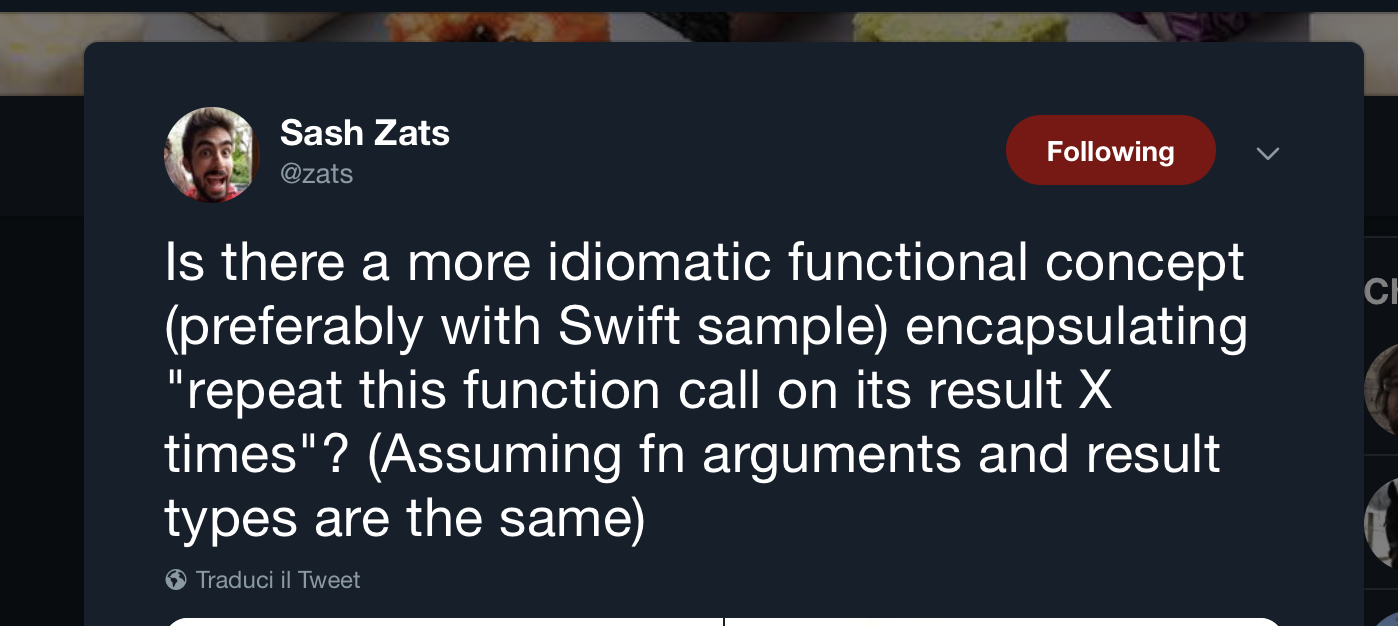 Sash Zats
@zats
Following
Is there a more idiomatic functional concept
(preferably with Swift sample) encapsulating
"repeat this function call on its result X
times"? (Assuming fn arguments and result
types are the same)
Traduci il Tweet